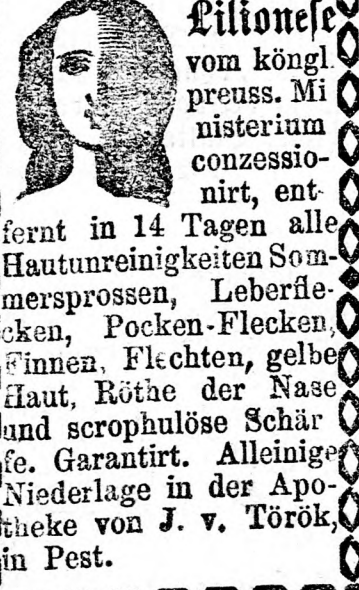 Lilionese
vom köngl.
preuss. Mi
nisterium
conzessio-
nirt, ent-
fernt in 14 Tagen alle
Hautunreinigkeiten Som-
mersprossen, Leberfle-
cken, Pocken-Flecken,
Finnen, Flechten, gelbe
Haut, Röthe der Nase
und scrophulöse Schär
fe. Garantirt. Alleinige
Niederlage in der Apo-
theke von J. v. Török,
in Pest.